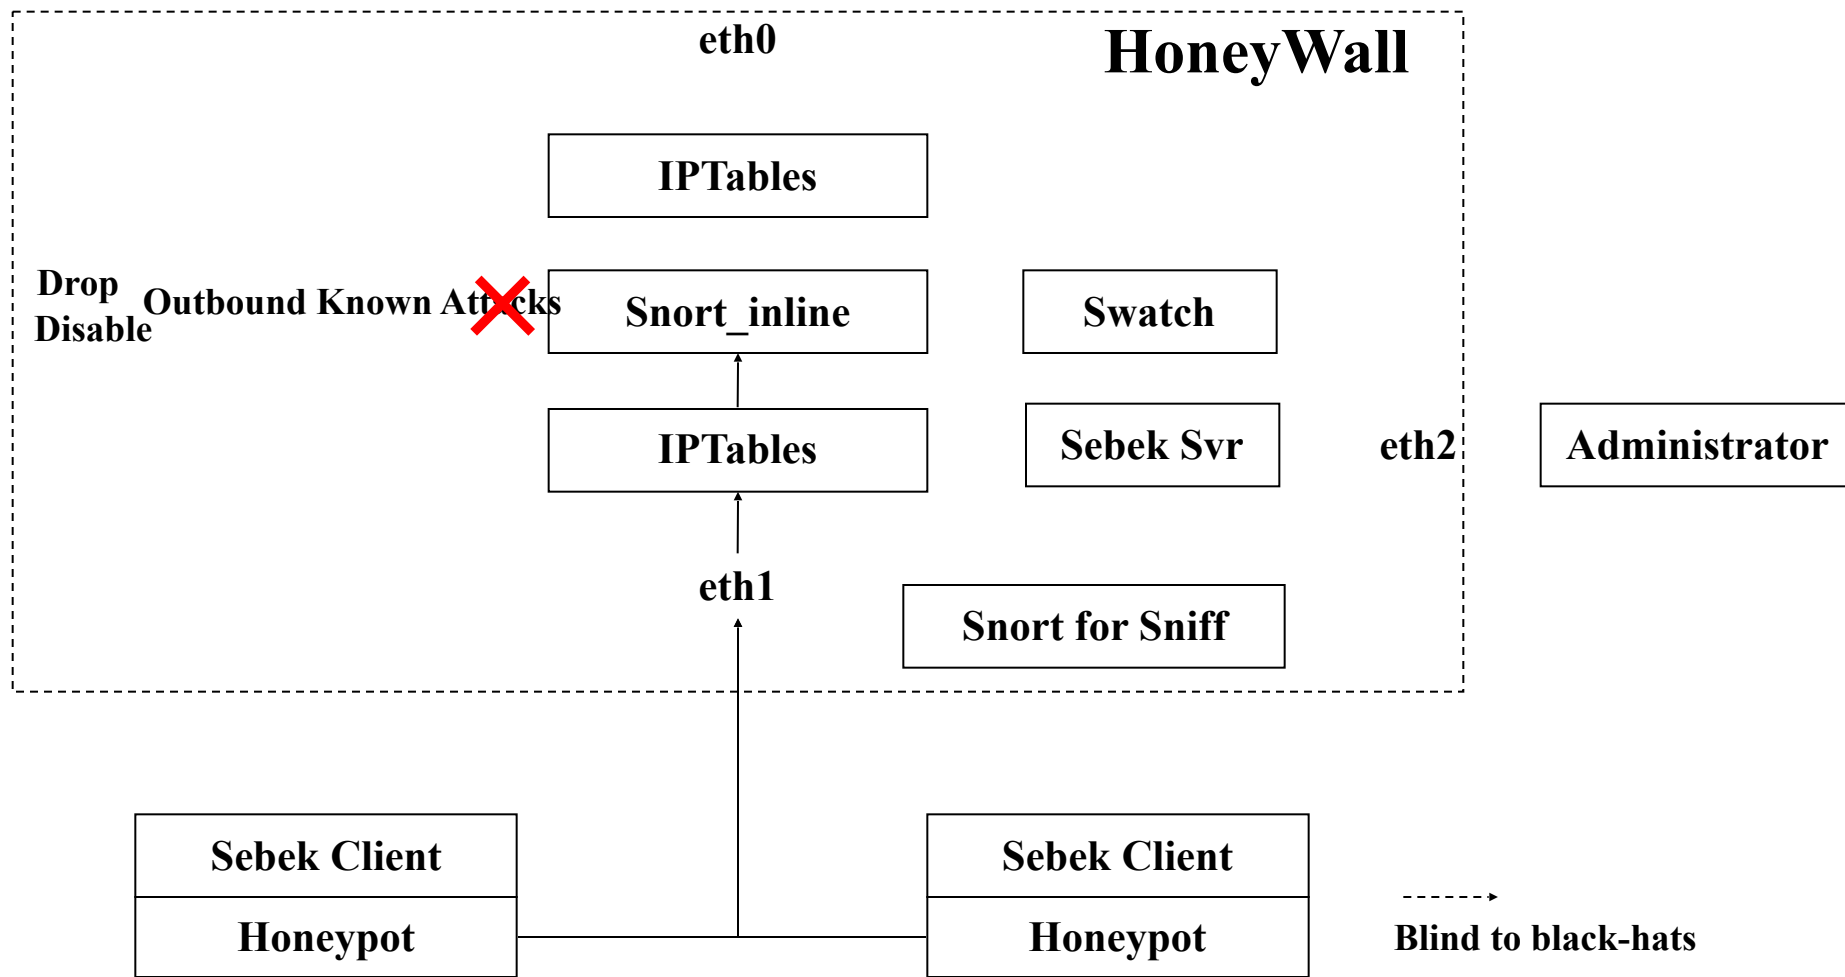 eth0
HoneyWall
IPTables
Drop
Disable
Outbound Known Attacks
Snort_inline
Swatch
IPTables
Sebek Svr
eth2
Administrator
eth1
Snort for Sniff
Sebek Client
Sebek Client
Honeypot
Honeypot
Blind to black-hats